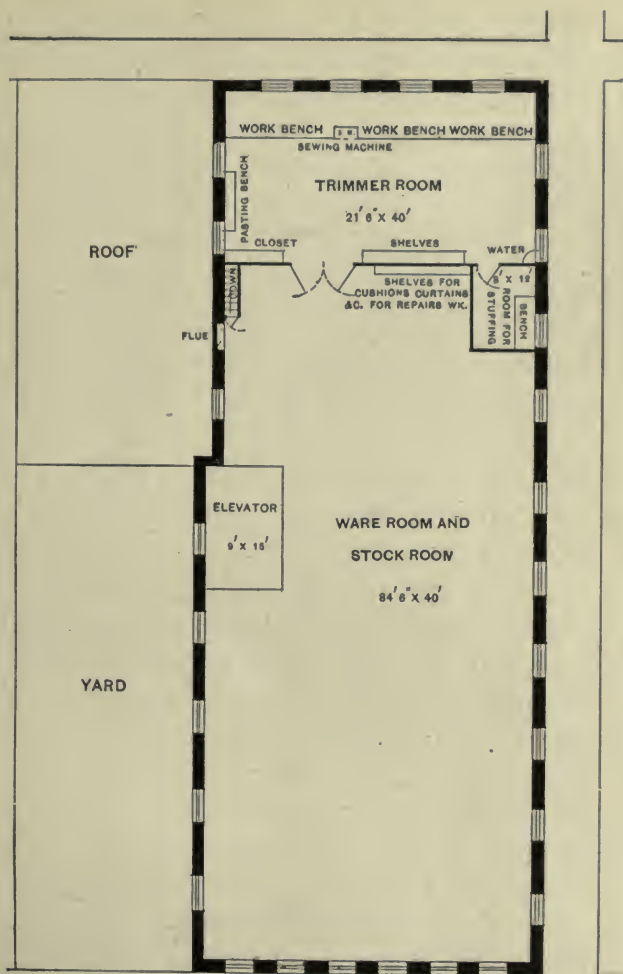 WORK BENCH
S M
WORK BENCH WORK BENCH
SEWING MACHINE
PASTING BENCH
TRIMMER ROOM
21' 6" X 40'
ROOF
CLOSET
SHELVES
WATER
DOWN
SHELVES FOR
CUSHIONS CURTAINS
&C. FOR REPAIRS WK.
X 12'
ROOM FOR
STUFFING
BENCH
FLUE
ELEVATOR
9' X 15'
WARE ROOM AND
STOCK ROOM
84' 6" X 40'
YARD